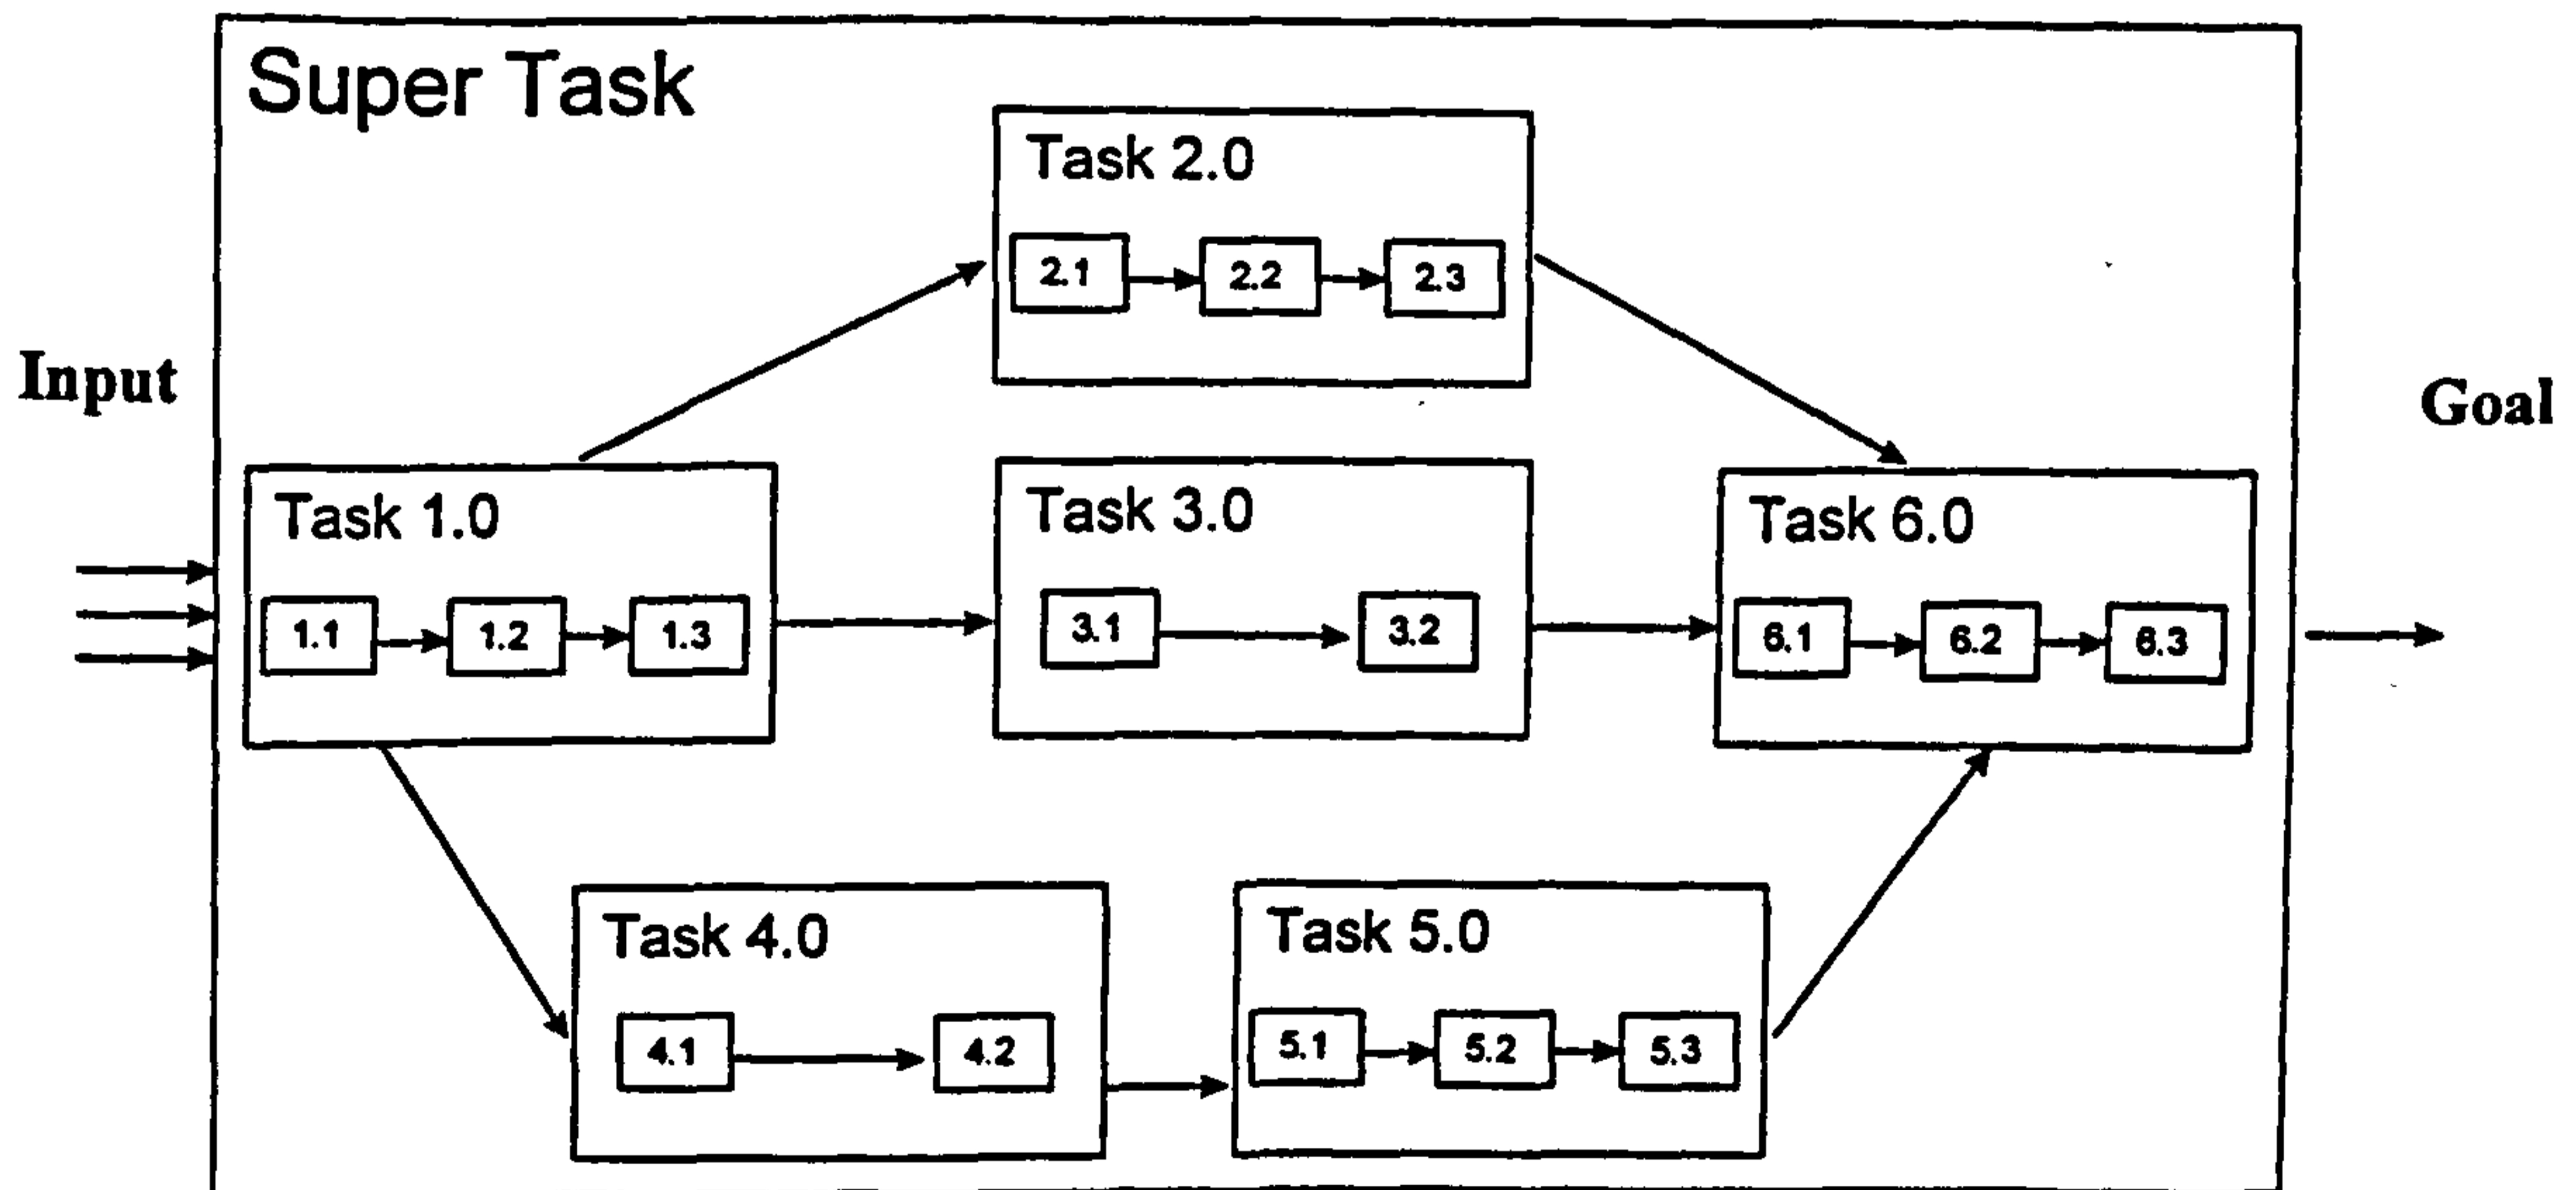 Super Task
Task 2.0
2.1
2.2
2.3
Input
Goal
Task 1.0
1.1
1.2
1.3
Task 3.0
3.1
3.2
Task 6.0
6.1
6.2
6.3
Task 4.0
4.1
4.2
Task 5.0
5.1
5.2
5.3